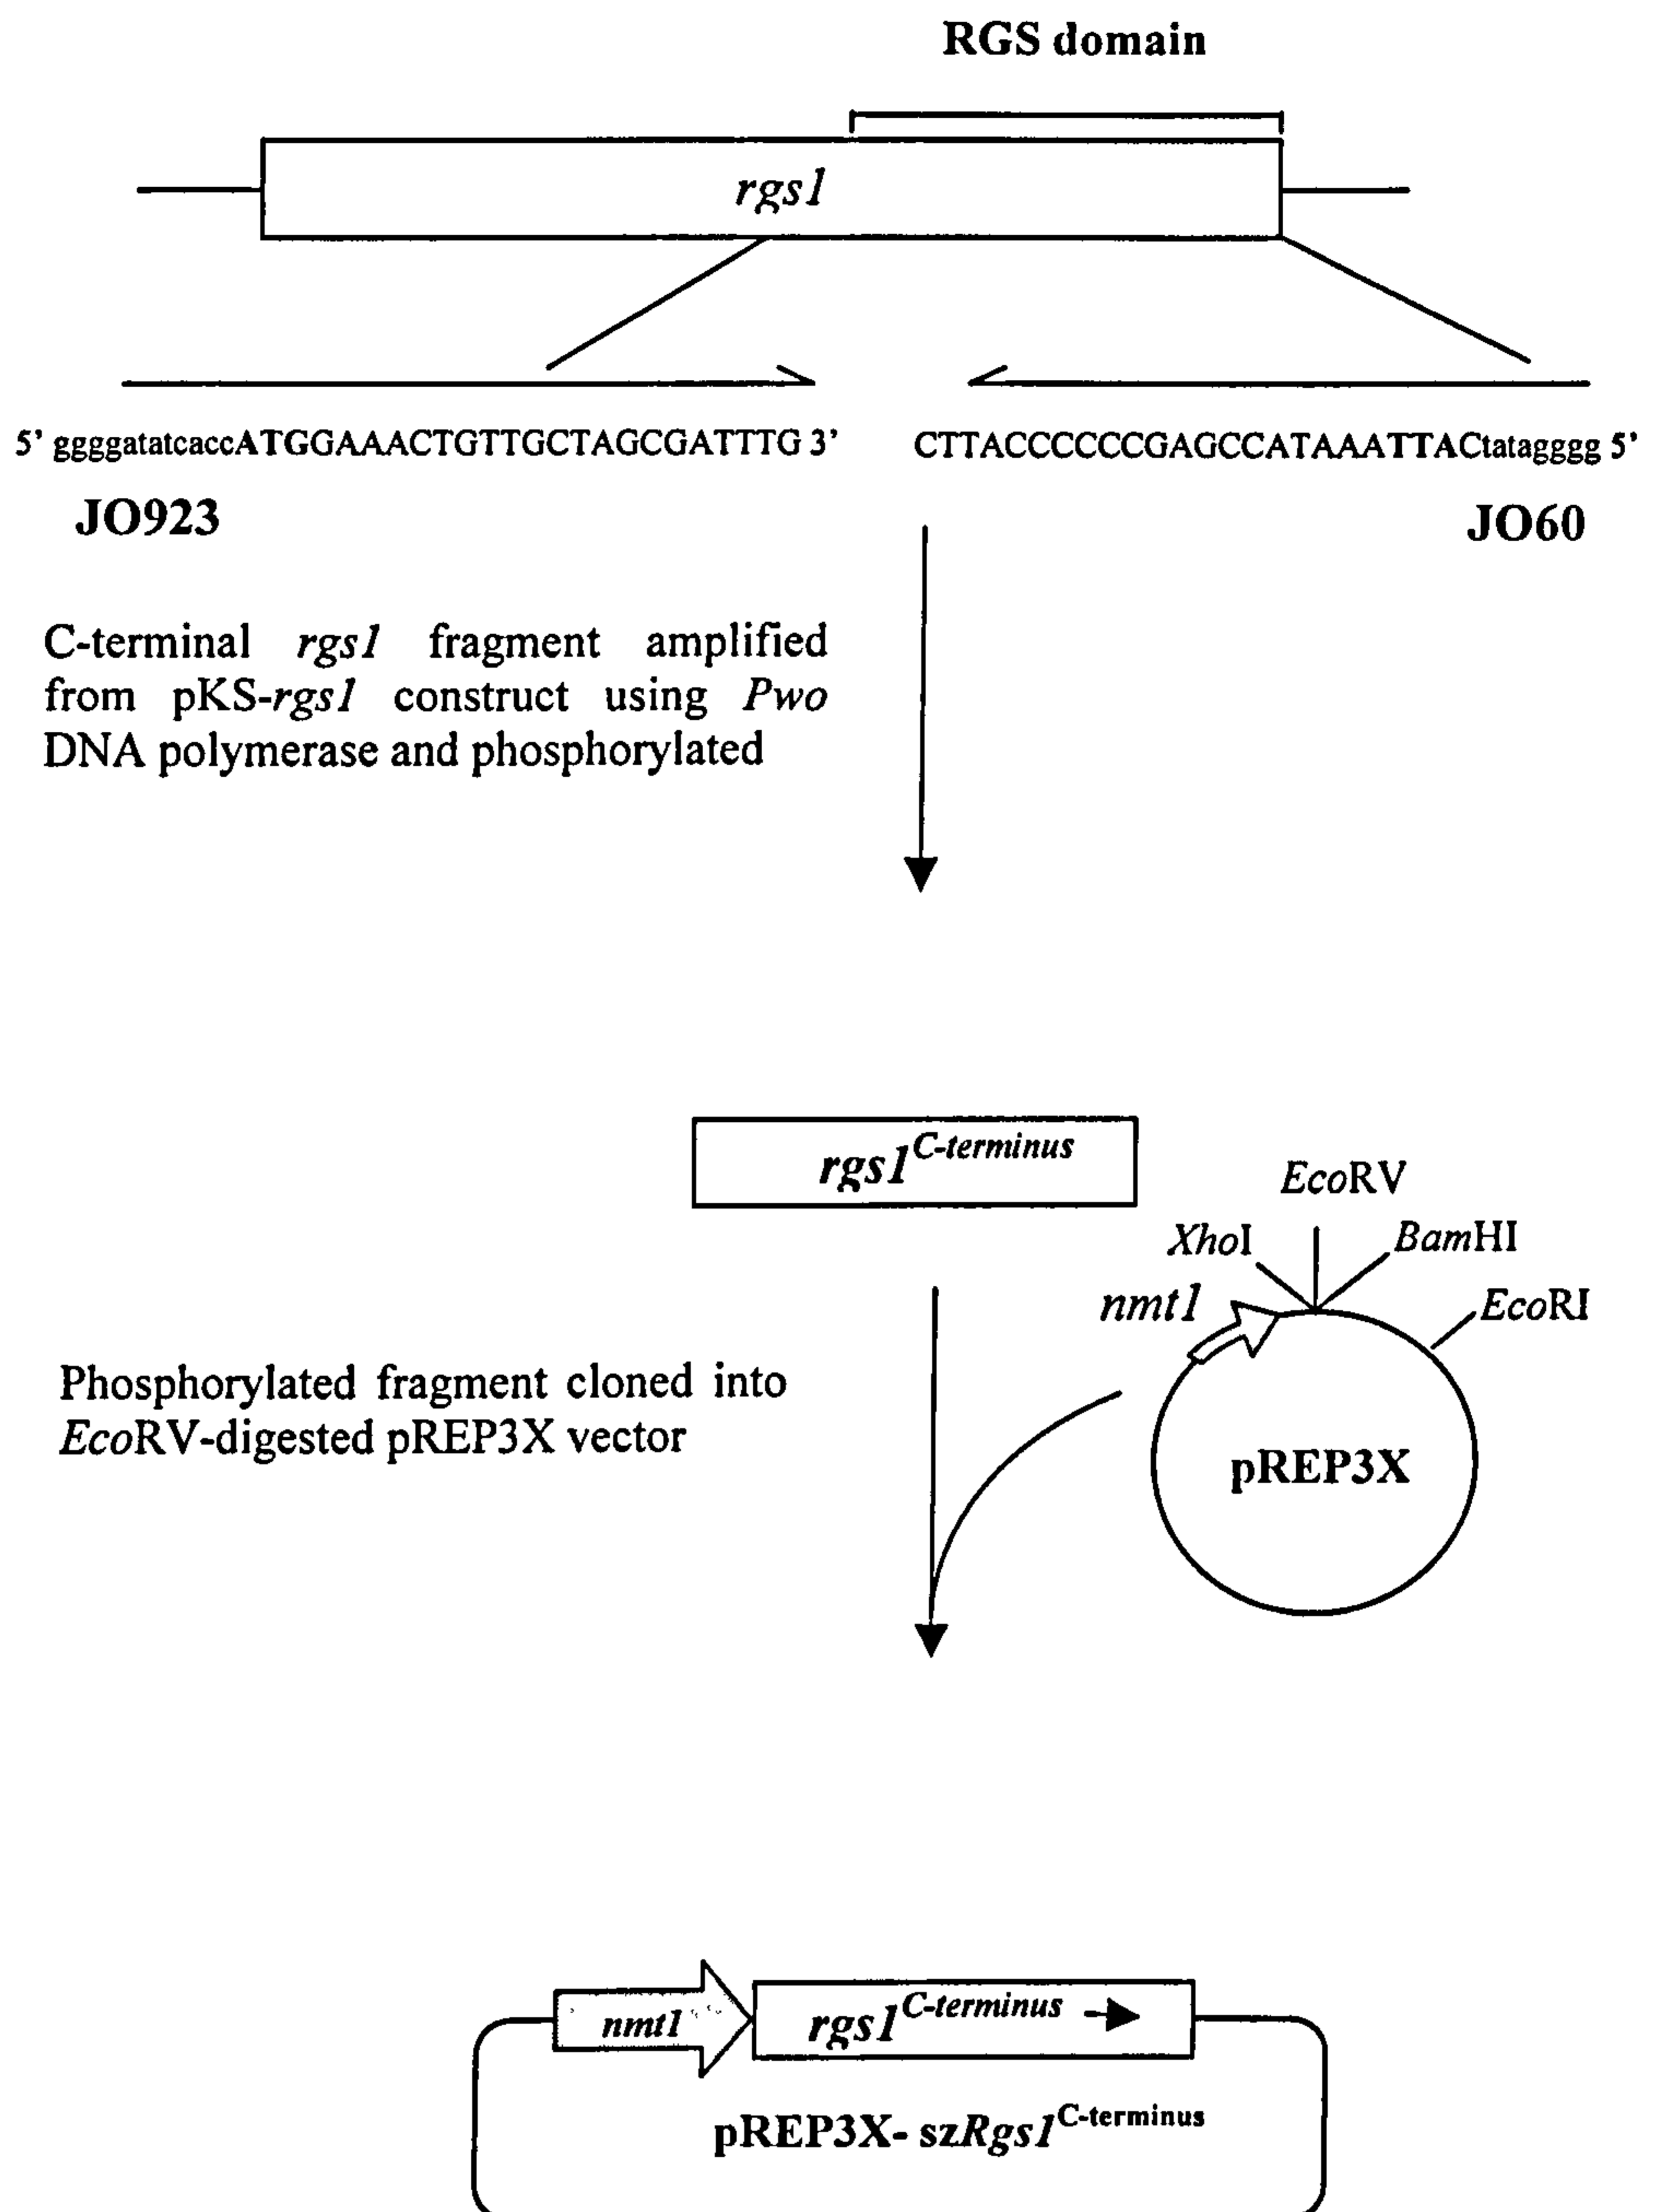 RGS domain
rgs1
5' ggggatatcaccATGGAAACTGTTGCTAGCGATTTG 3'
CTTACCCCCCGAGCCATAAATTACtatagggg 5'
JO923
JO60
C-terminal rgs1 fragment amplified
from pKS-rgs1 construct using Pwo
DNA polymerase and phosphorylated
rgs1C-terminus
EcoRV
XhoI
BamHI
nmt1
EcoRI
Phosphorylated fragment cloned into
EcoRV-digested pREP3X vector
pREP3X
nmt1
rgs1C-terminus
pREP3X- szRgs1C-terminus